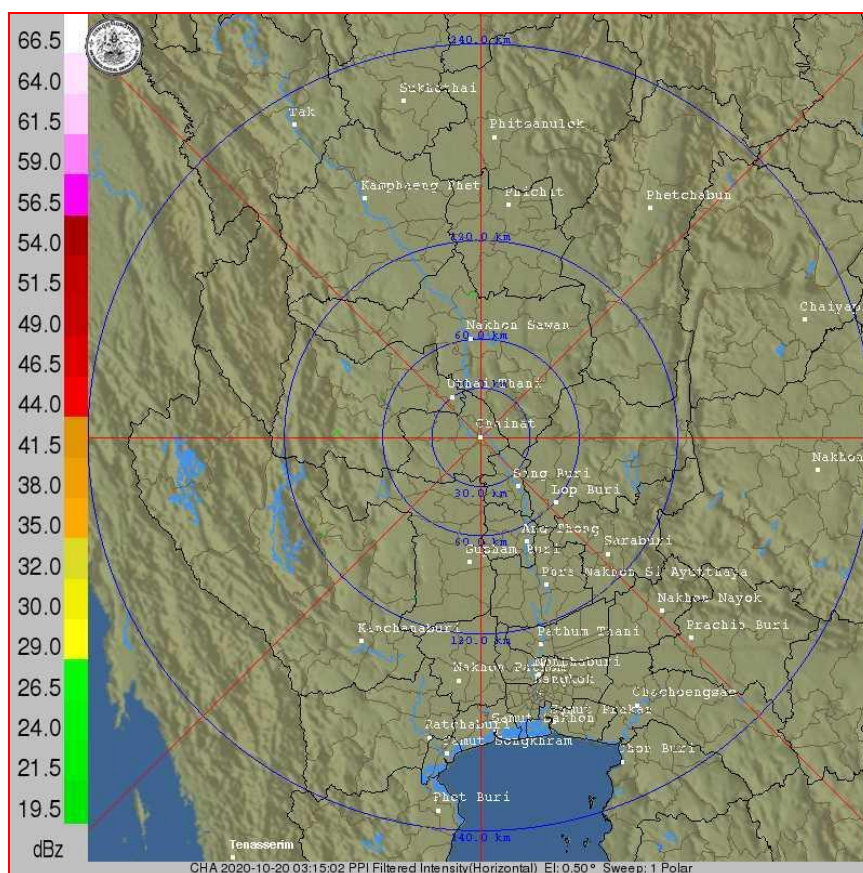 66.5
64.0
61.5
59.0
56.5
54.0
51.5
49.0
46.5
44.0
41.5
38.0
35.0
32.0
30.0
29.0
26.5
24.0
21.5
19.5
dBz
240.0 km
Sukhothai
Tak
Phitsanulok
Kamphaeng Phet
Phichit
Phetchabun
120.0 km
Chaiyap
Nakhon Sawan
60.0 km
Uthai Thani
Chainat
Nakhon
Sing Buri
30.0 km
Lop Buri
Ang Thong
60.0 km
Suphan Buri
Saraburi
Pora Nakhon Si Ayutthaya
Nakhon Nayok
Kanchanaburi
120.0 km
Pathum Thani
Prachin Buri
Nonthaburi
Nakhon Pathom
Bangkok
Chachoengsao
Samut Prakan
Samut Sakhon
Ratchaburi
Samut Songkhram
Chon Buri
Phet Buri
240.0 km
Tenasserim
CHA 2020-10-20 03:15:02 PPI Filtered Intensity(Horizontal) El: 0.50° Sweep: 1 Polar